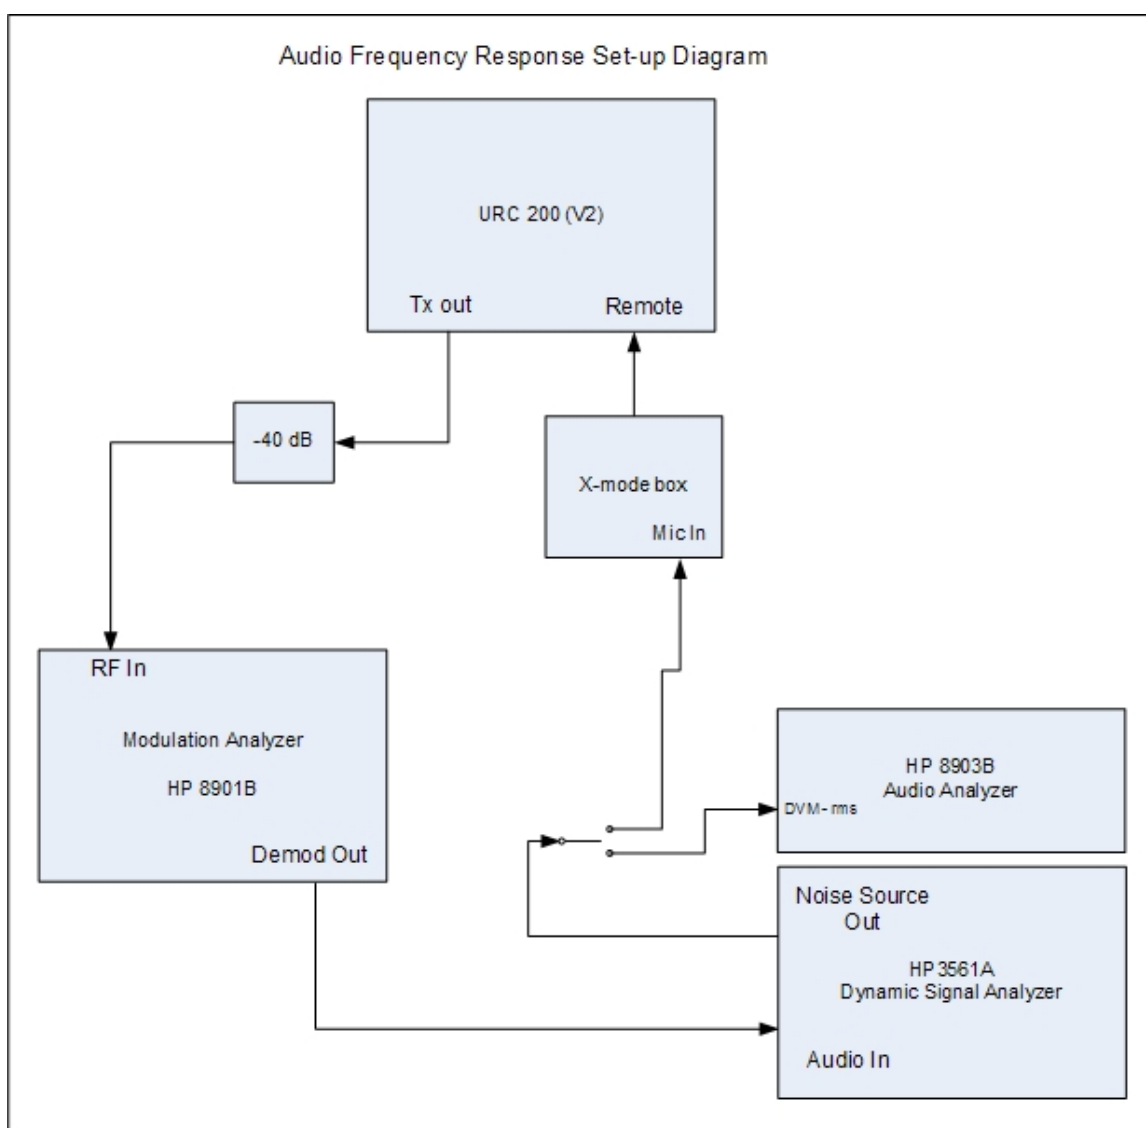 Audio Frequency Response Set-up Diagram
URC 200 (V2)
Tx out
Remote
-40 dB
X-mode box
Mic In
RF In
Modulation Analyzer
HP 8901B
Demod Out
HP 8903B
Audio Analyzer
DVM-rms
Noise Source
Out
HP3561A
Dynamic Signal Analyzer
Audio In